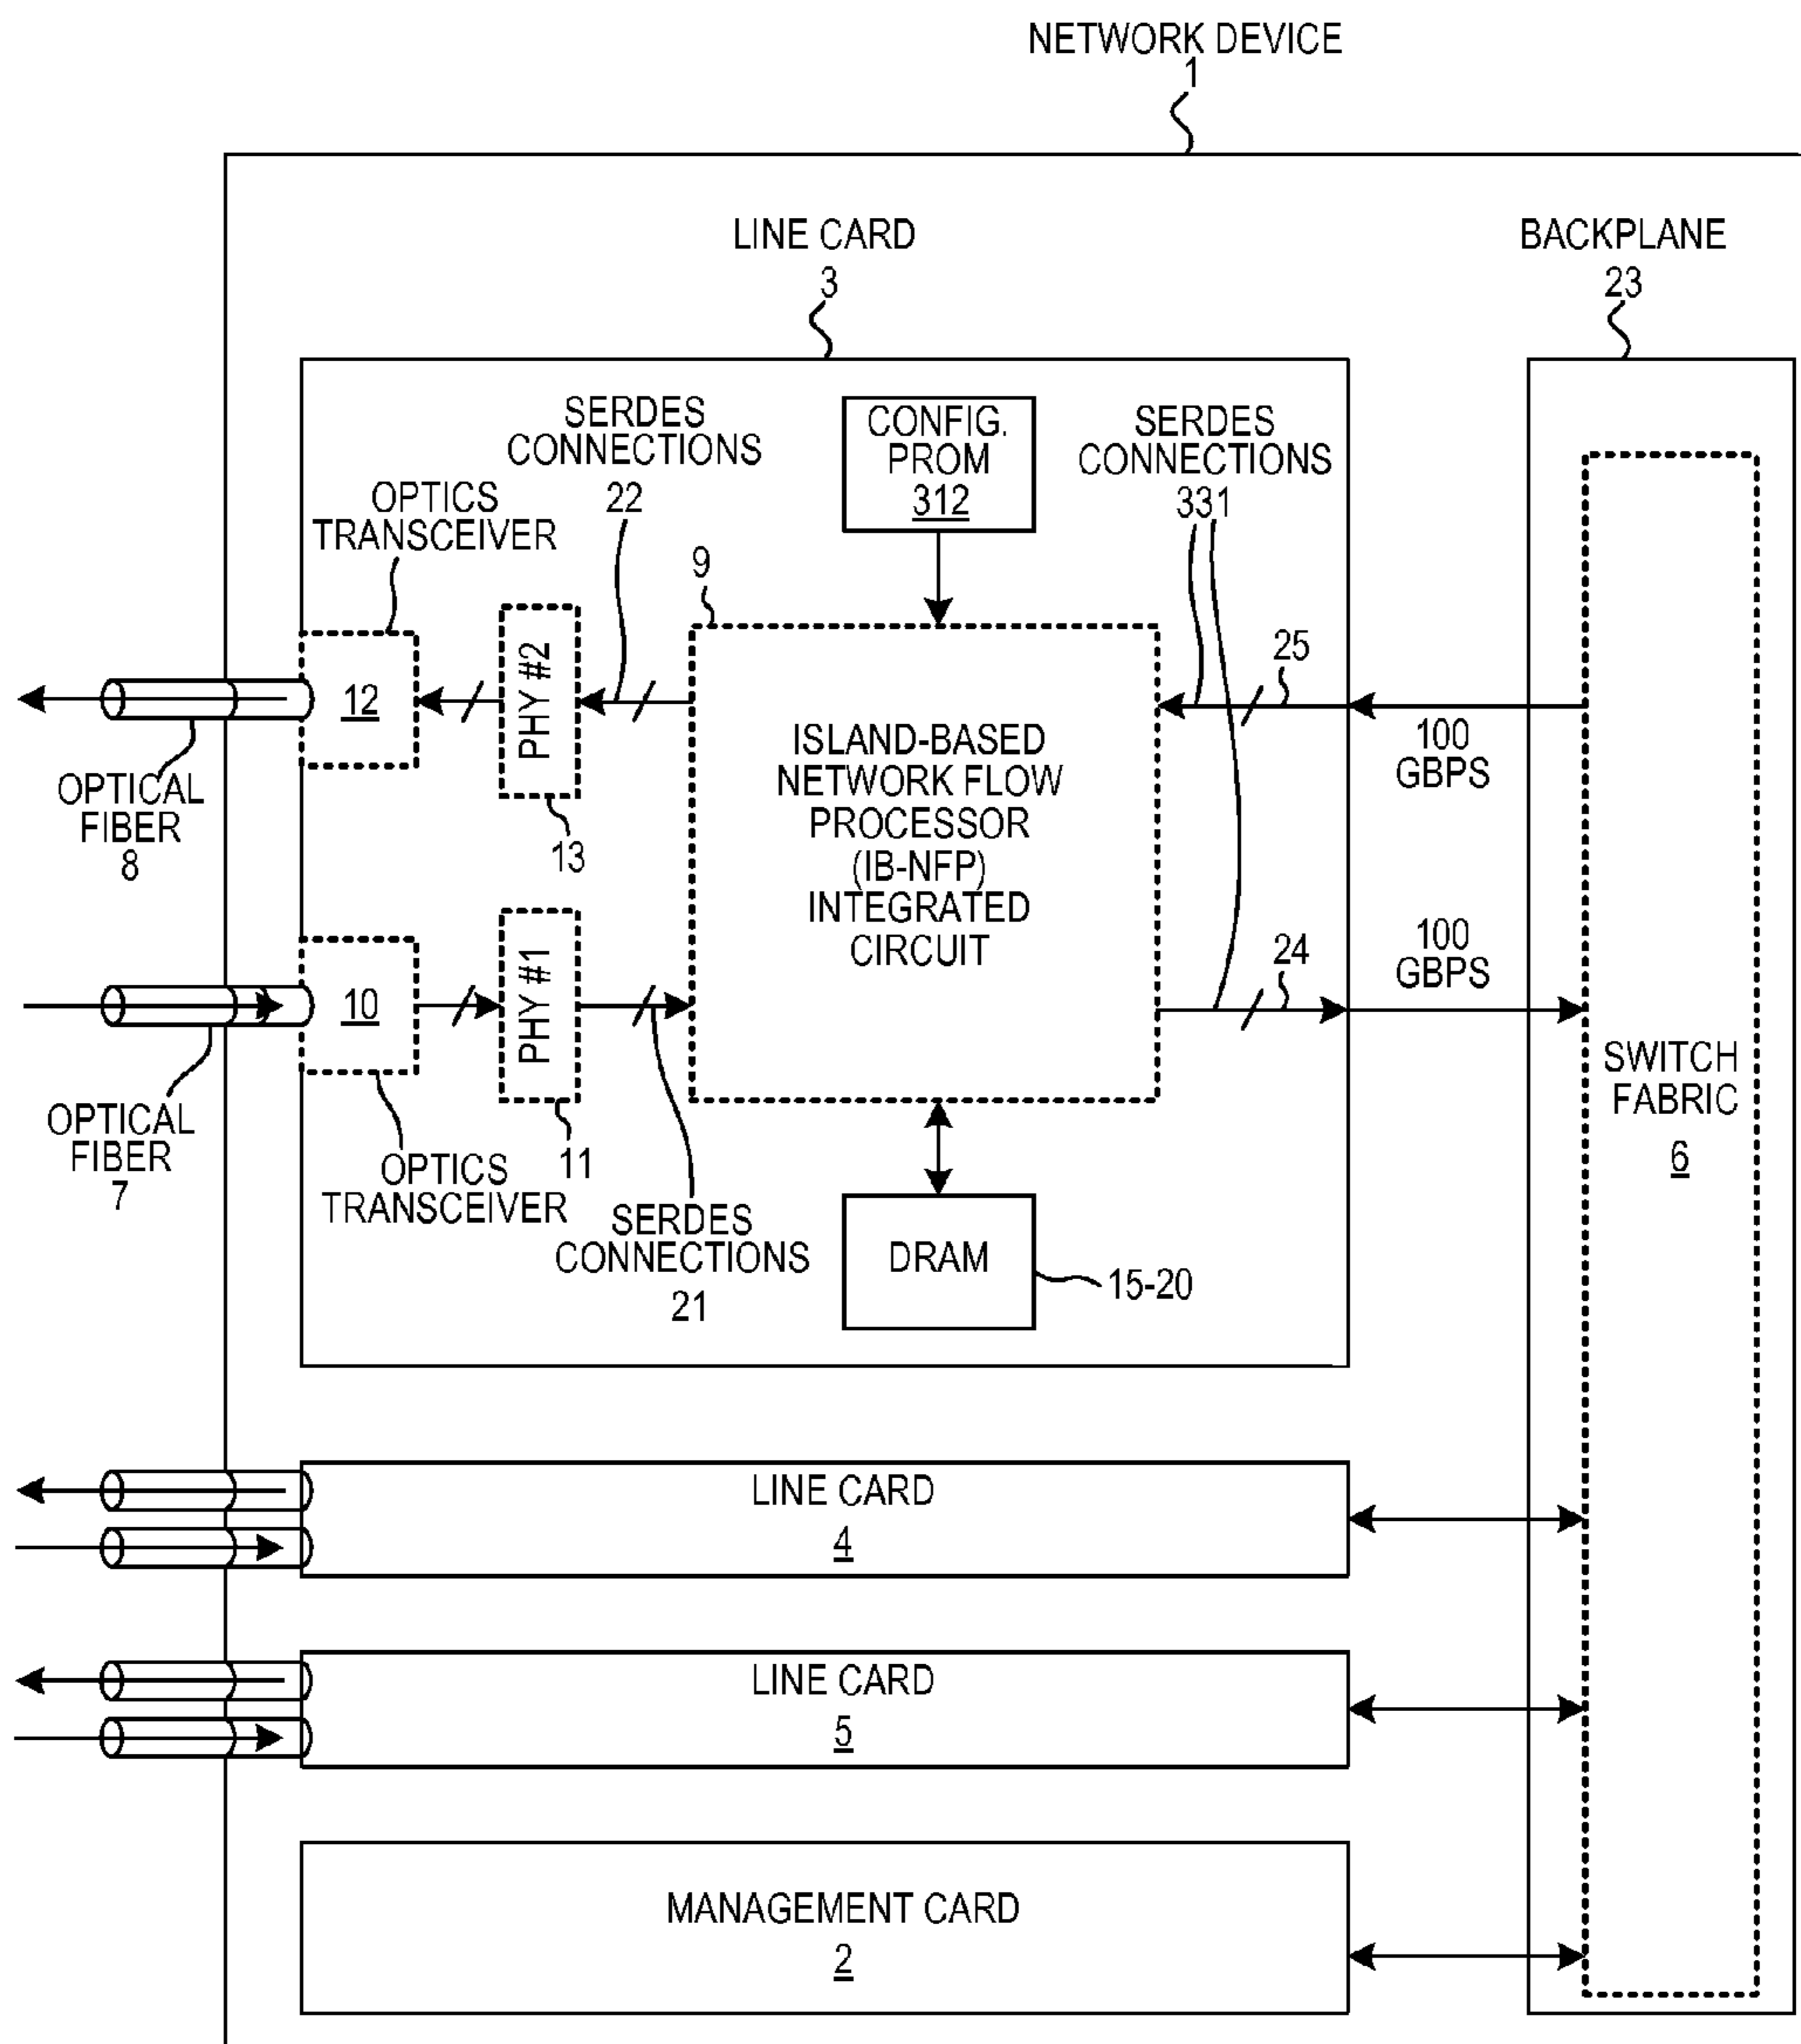 NETWORK DEVICE
1
LINE CARD
3
BACKPLANE
23
SERDES
CONNECTIONS
22
CONFIG.
PROM
312
SERDES
CONNECTIONS
331
OPTICS
TRANSCEIVER
9
12
PHY #2
13
25
100
GBPS
OPTICAL
FIBER
8
ISLAND-BASED
NETWORK FLOW
PROCESSOR
(IB-NFP)
INTEGRATED
CIRCUIT
10
PHY #1
11
24
100
GBPS
OPTICAL
FIBER
7
OPTICS
TRANSCEIVER
SERDES
CONNECTIONS
21
DRAM
15-20
SWITCH
FABRIC
6
LINE CARD
4
LINE CARD
5
MANAGEMENT CARD
2